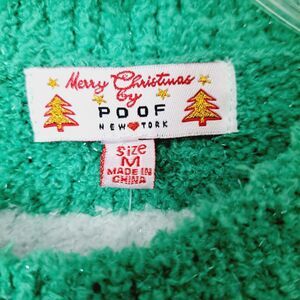 Merry Christmas
by
POOF
NEW❤YORK
Size
M
MADE IN
CHINA